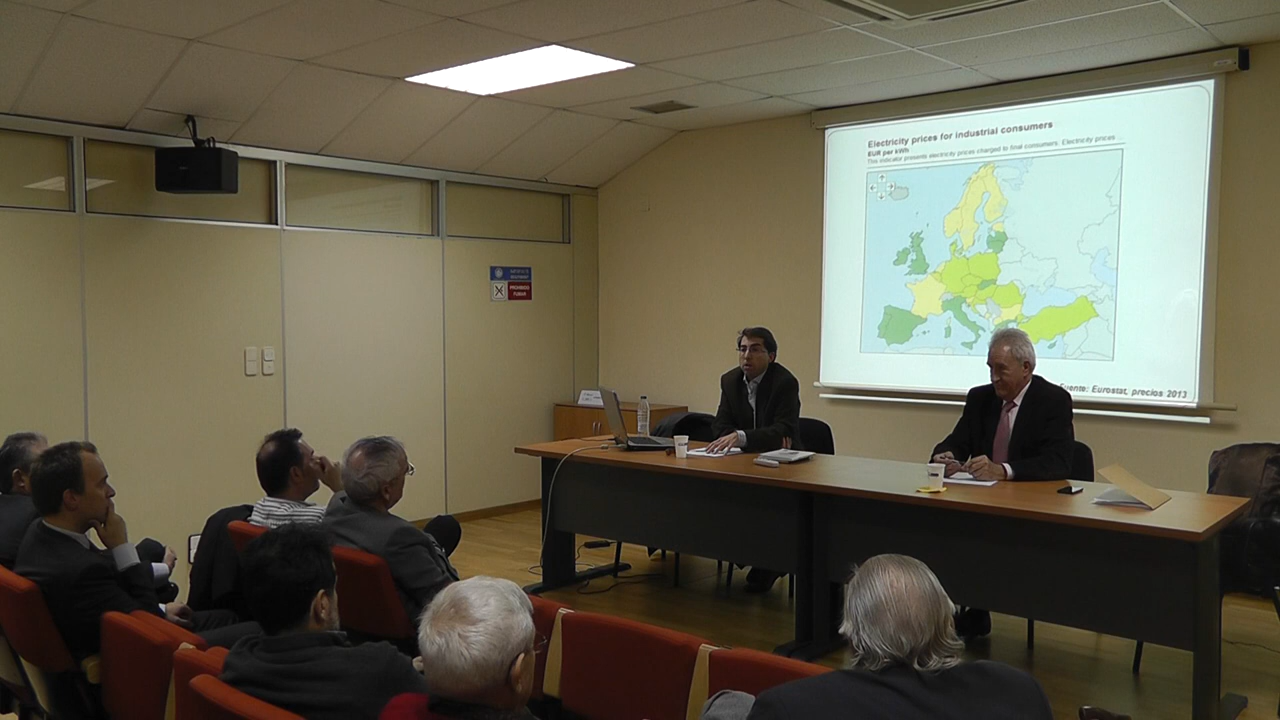 Electricity prices for industrial consumers
EUR per kWh
This indicator presents electricity prices charged to final consumers. Electricity prices ...
Fuente: Eurostat, precios 2013
PROHIBIDO
FUMAR